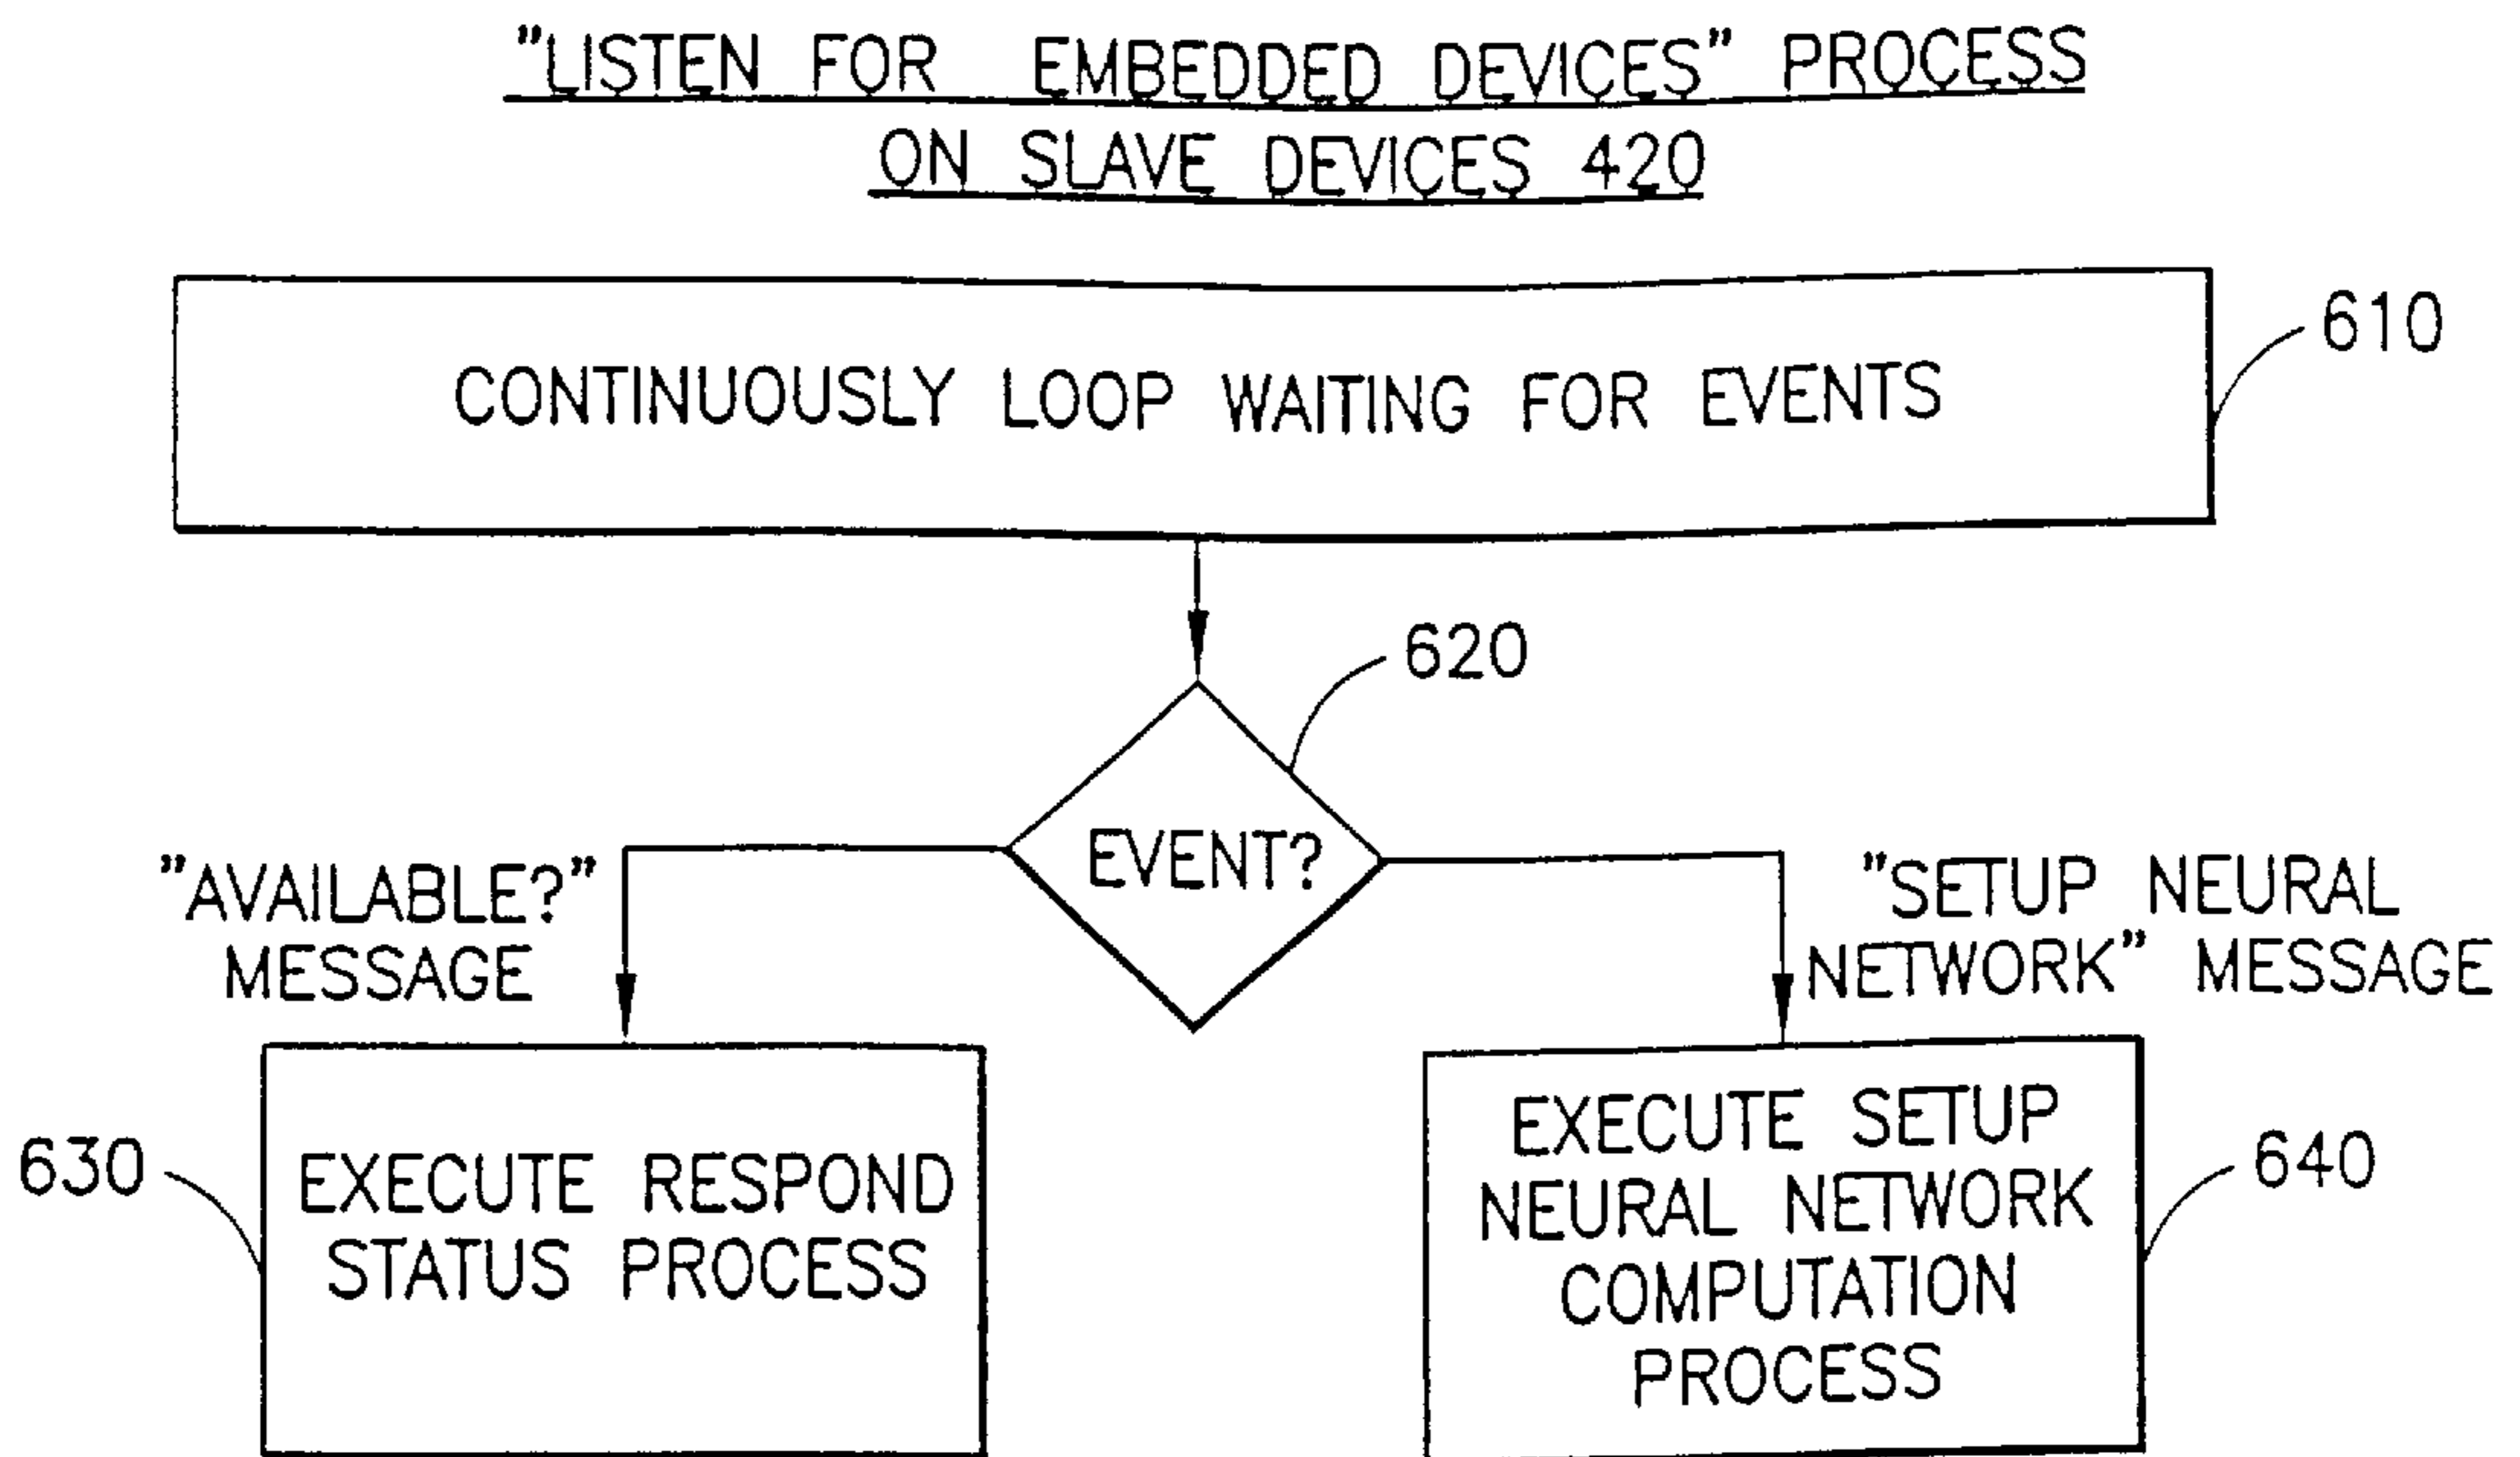 ”LISTEN FOR EMBEDDED DEVICES” PROCESS
ON SLAVE DEVICES 420
CONTINUOUSLY LOOP WAITING FOR EVENTS
610
620
EVENT?
”AVAILABLE?”
MESSAGE
”SETUP NEURAL
NETWORK” MESSAGE
630
EXECUTE RESPOND
STATUS PROCESS
EXECUTE SETUP
NEURAL NETWORK
COMPUTATION
PROCESS
640